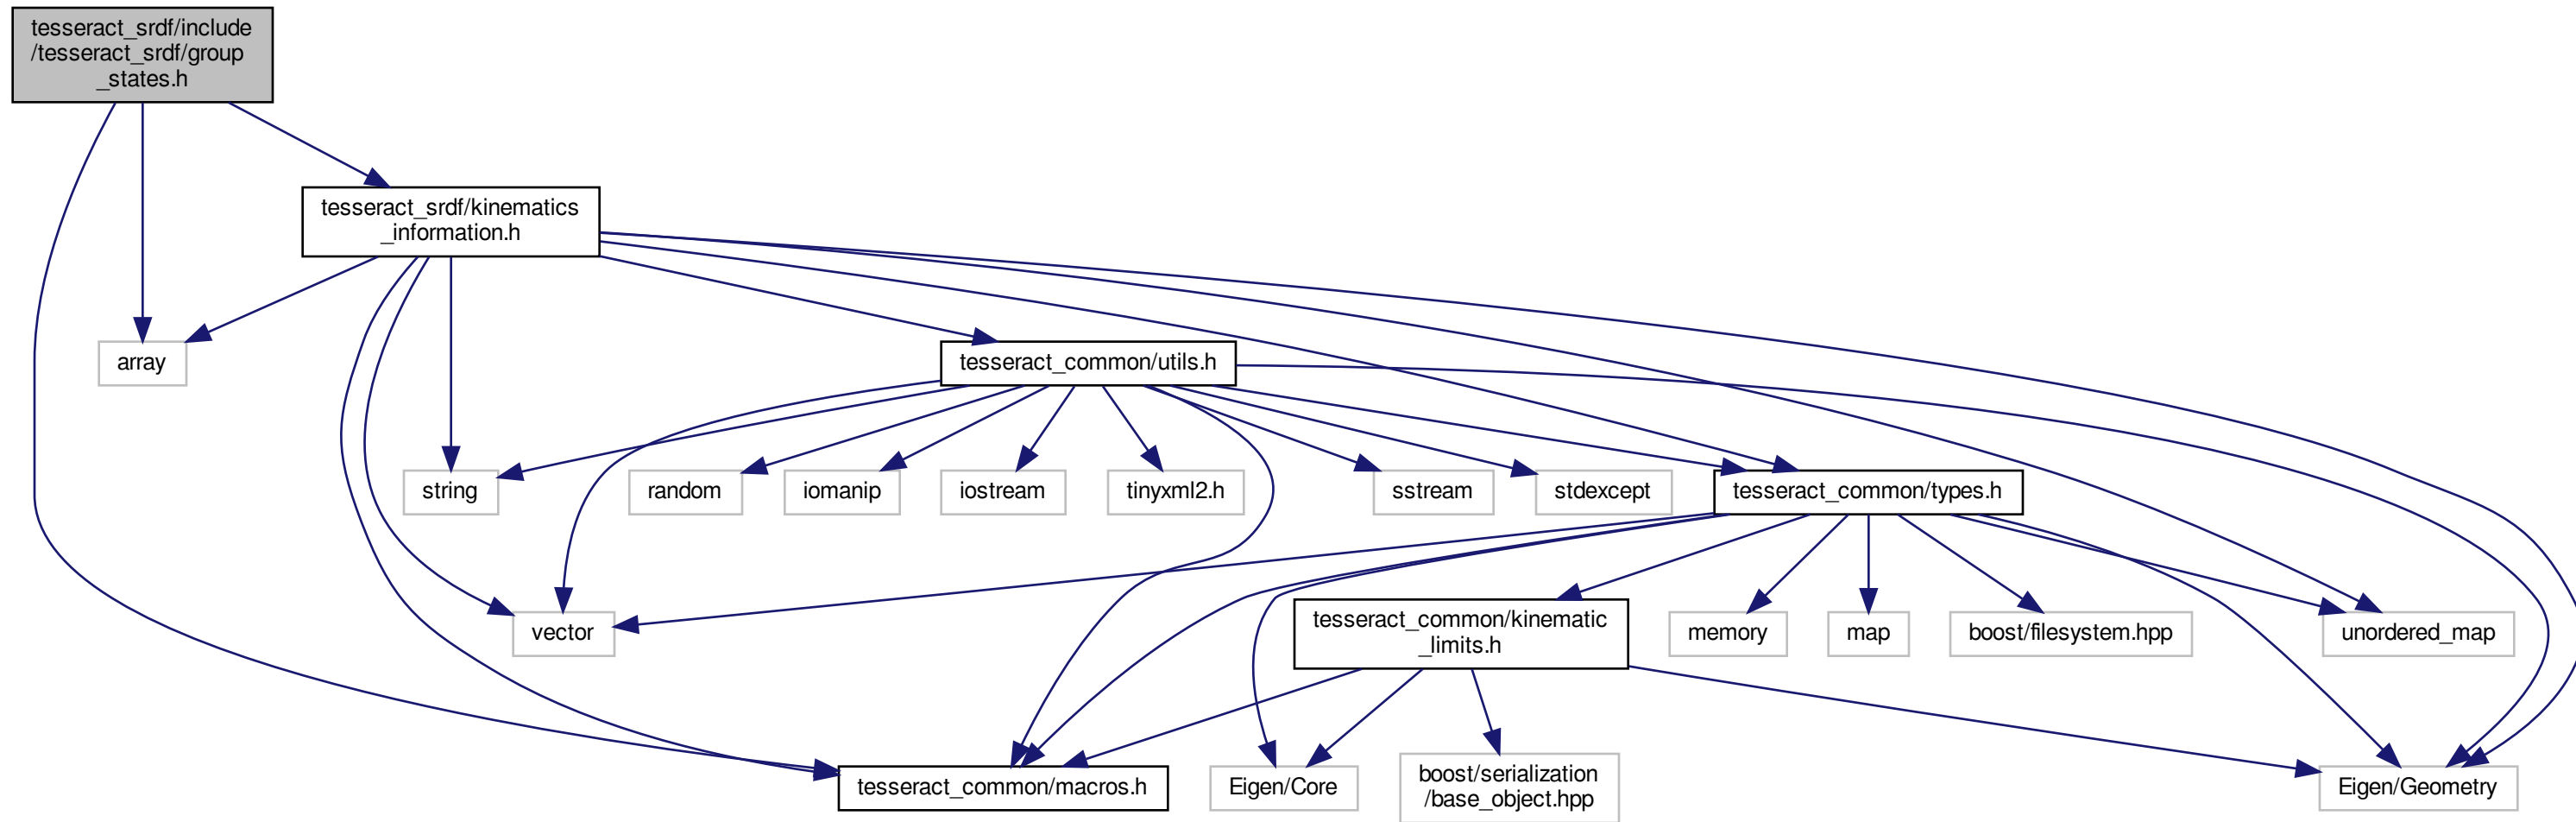 tesseract_srdf/include
/tesseract_srdf/group
_states.h
tesseract_srdf/kinematics
_information.h
array
tesseract_common/utils.h
string
random
iomanip
iostream
tinyxml2.h
sstream
stdexcept
tesseract_common/types.h
vector
tesseract_common/kinematic
_limits.h
memory
map
boost/filesystem.hpp
unordered_map
tesseract_common/macros.h
Eigen/Core
boost/serialization
/base_object.hpp
Eigen/Geometry